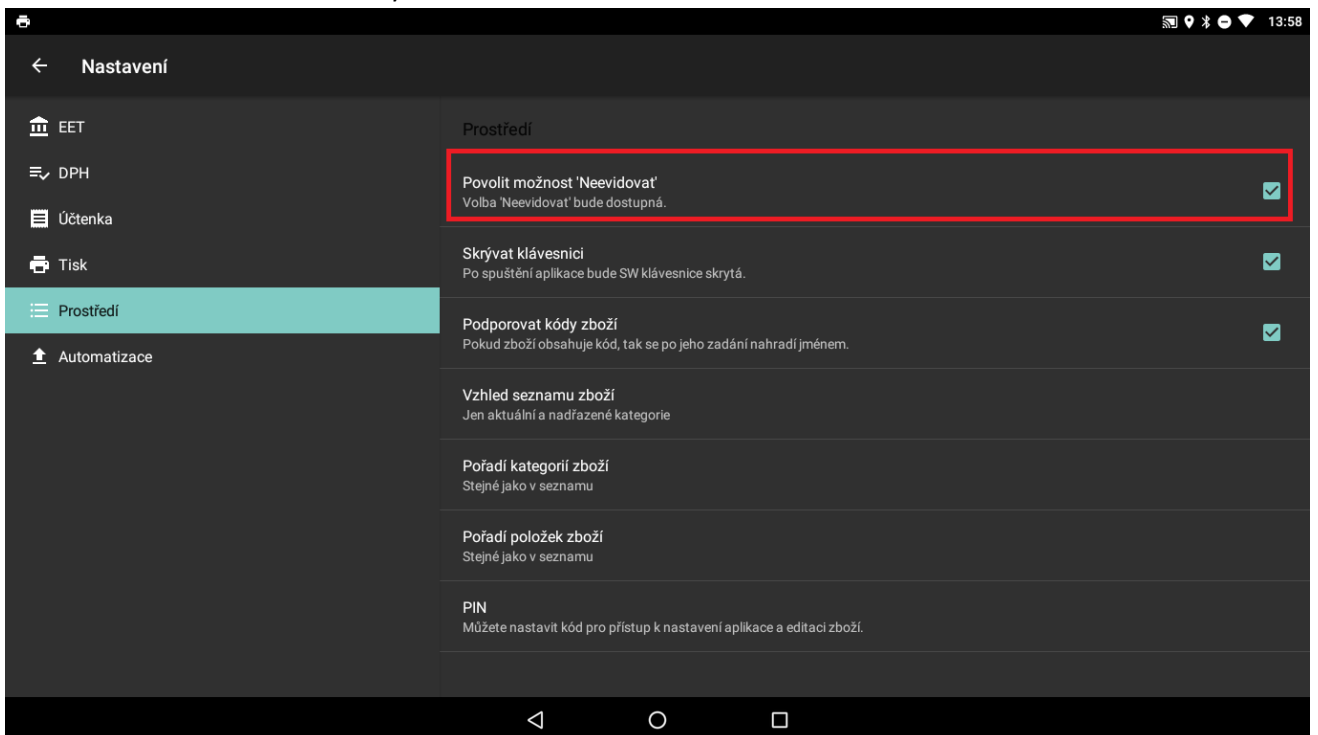 13:58
Nastavení
EET
DPH
Účtenka
Tisk
Prostředí
Automatizace
Prostředí
Povolit možnost 'Neevidovat'
Volba 'Neevidovat' bude dostupná.
Skrývat klávesnici
Po spuštění aplikace bude SW klávesnice skrytá.
Podporovat kódy zboží
Pokud zboží obsahuje kód, tak se po jeho zadání nahradí jménem.
Vzhled seznamu zboží
Jen aktuální a nadřazené kategorie
Pořadí kategorií zboží
Stejné jako v seznamu
Pořadí položek zboží
Stejné jako v seznamu
PIN
Můžete nastavit kód pro přístup k nastavení aplikace a editaci zboží.